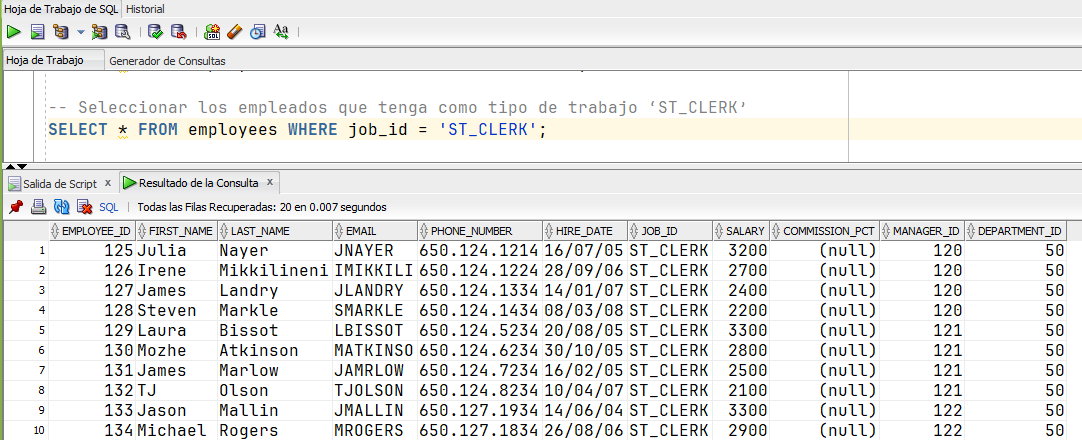 Hoja de Trabajo de SQL Historial
SQL Aa
Hoja de Trabajo Generador de Consultas
-- Seleccionar los empleados que tenga como tipo de trabajo ‘ST_CLERK’
SELECT * FROM employees WHERE job_id = 'ST_CLERK';
Salida de Script x Resultado de la Consulta x
SQL | Todas las Filas Recuperadas: 20 en 0.007 segundos
EMPLOYEE_ID FIRST_NAME LAST_NAME EMAIL PHONE_NUMBER HIRE_DATE JOB_ID SALARY COMMISSION_PCT MANAGER_ID DEPARTMENT_ID
1 125 Julia Nayer JNAYER 650.124.1214 16/07/05 ST_CLERK 3200 (null) 120 50
2 126 Irene Mikkilineni IMIKKILI 650.124.1224 28/09/06 ST_CLERK 2700 (null) 120 50
3 127 James Landry JLANDRY 650.124.1334 14/01/07 ST_CLERK 2400 (null) 120 50
4 128 Steven Markle SMARKLE 650.124.1434 08/03/08 ST_CLERK 2200 (null) 120 50
5 129 Laura Bissot LBISSOT 650.124.5234 20/08/05 ST_CLERK 3300 (null) 121 50
6 130 Mozhe Atkinson MATKINSO 650.124.6234 30/10/05 ST_CLERK 2800 (null) 121 50
7 131 James Marlow JAMRLOW 650.124.7234 16/02/05 ST_CLERK 2500 (null) 121 50
8 132 TJ Olson TJOLSON 650.124.8234 10/04/07 ST_CLERK 2100 (null) 121 50
9 133 Jason Mallin JMALLIN 650.127.1934 14/06/04 ST_CLERK 3300 (null) 122 50
10 134 Michael Rogers MROGERS 650.127.1834 26/08/06 ST_CLERK 2900 (null) 122 50